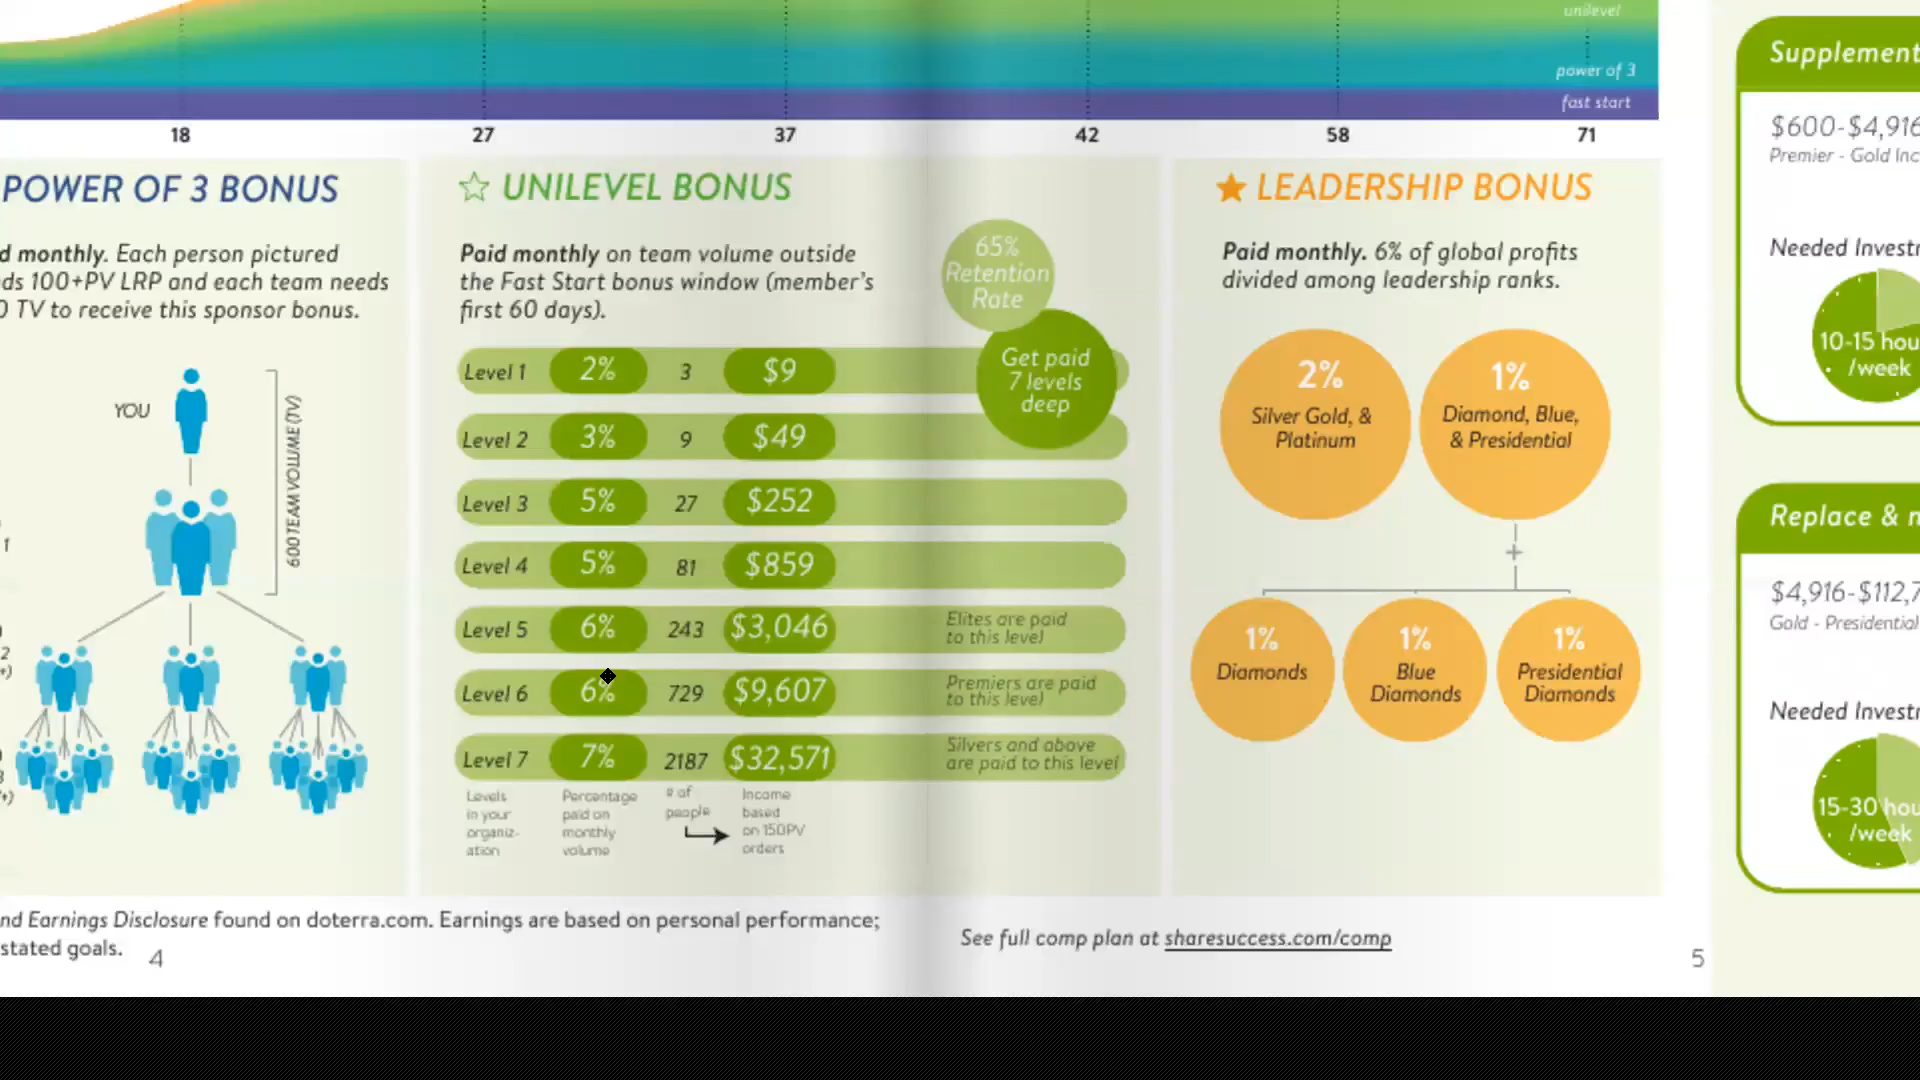 unilevel
power of 3
fast start
18
27
37
42
58
71
POWER OF 3 BONUS
d monthly. Each person pictured
ds 100+PV LRP and each team needs
0 TV to receive this sponsor bonus.
YOU
600 TEAM VOLUME (TV)
1
2
+)
3
+)
UNILEVEL BONUS
Paid monthly on team volume outside
the Fast Start bonus window (member's
first 60 days).
65%
Retention
Rate
Get paid
7 levels
deep
Level 1 2% 3 $9
Level 2 3% 9 $49
Level 3 5% 27 $252
Level 4 5% 81 $859
Level 5 6% 243 $3,046 Elites are paid
to this level
Level 6 6% 729 $9,607 Premiers are paid
to this level
Level 7 7% 2187 $32,571 Silvers and above
are paid to this level
Levels
in your
organiz-
ation
Percentage
paid on
monthly
volume
# of
people
Income
based
on 150PV
orders
LEADERSHIP BONUS
Paid monthly. 6% of global profits
divided among leadership ranks.
2%
Silver Gold, &
Platinum
1%
Diamond, Blue,
& Presidential
+
1%
Diamonds
1%
Blue
Diamonds
1%
Presidential
Diamonds
nd Earnings Disclosure found on doterra.com. Earnings are based on personal performance;
stated goals.
4
See full comp plan at sharesuccess.com/comp
5
Supplement
$600-$4,916
Premier - Gold Inc
Needed Investm
10-15 hou
/week
Replace & m
$4,916-$112,7
Gold - Presidential
Needed Investm
15-30 hou
/week